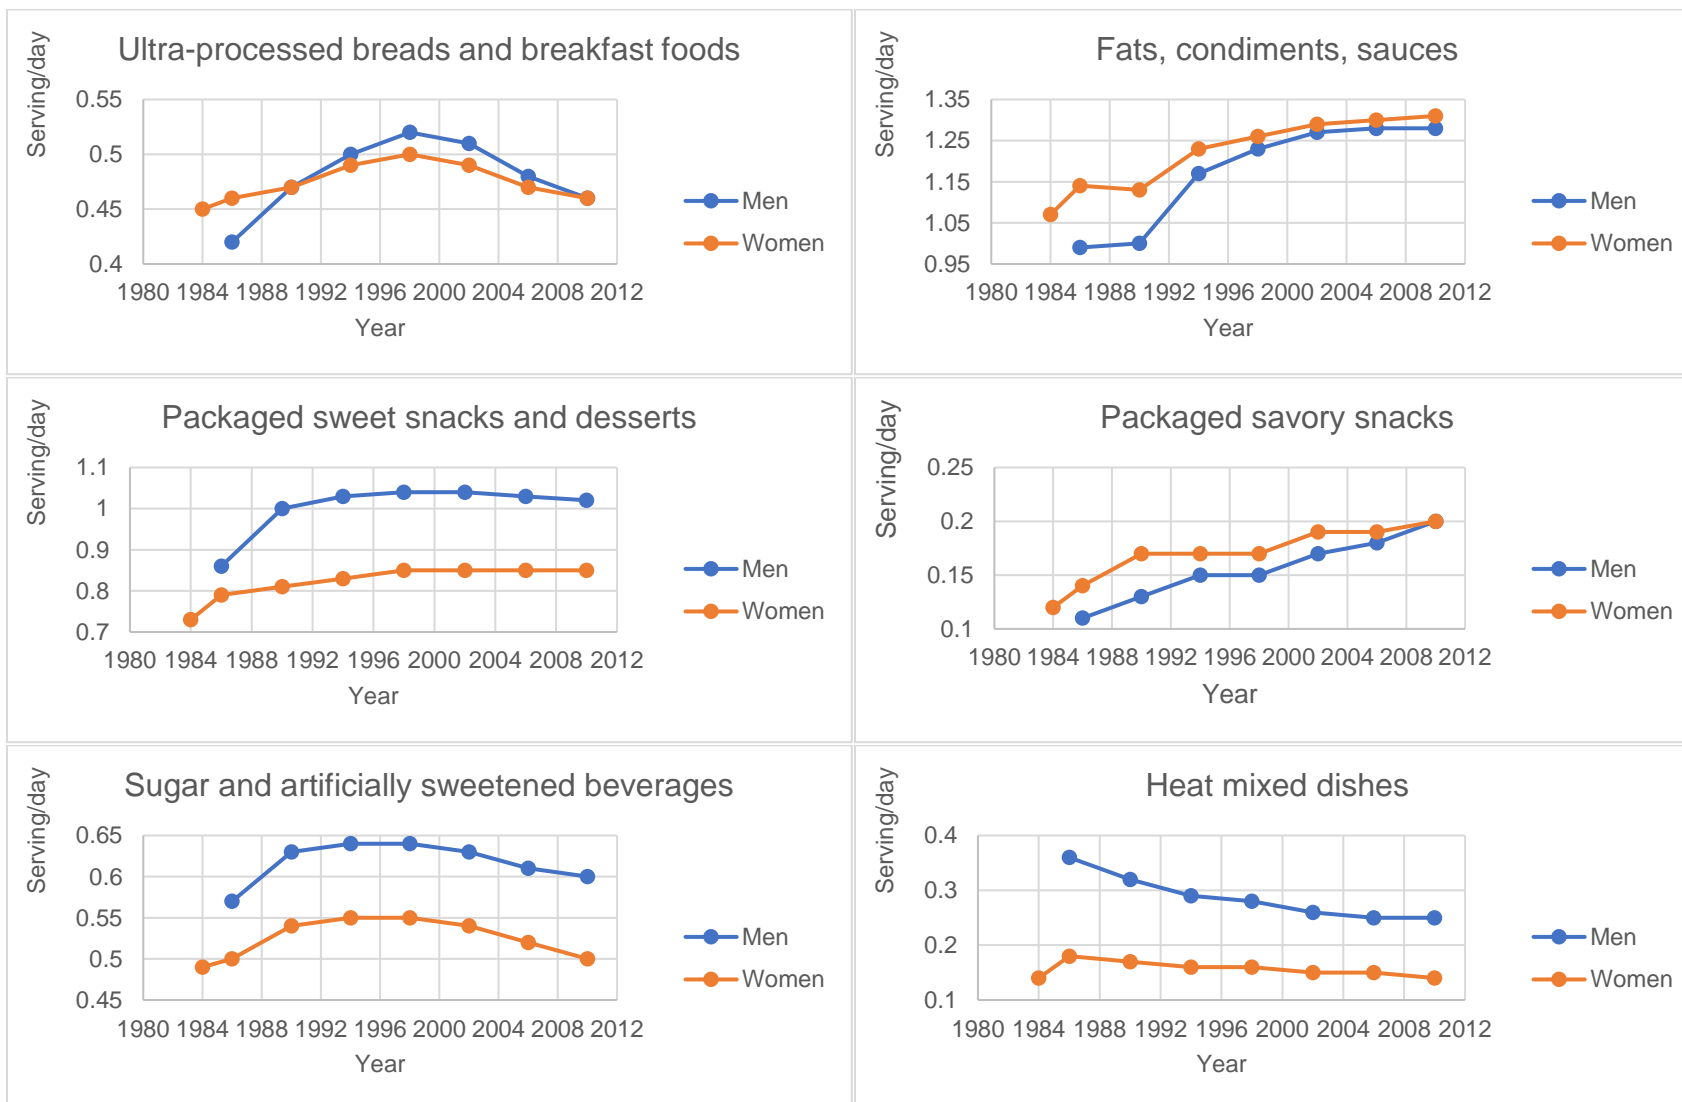 Ultra-processed breads and breakfast foods
Serving/day
0.55
0.5
0.45
0.4
1980 1984 1988 1992 1996 2000 2004 2008 2012
Year
Men
Women
Fats, condiments, sauces
Serving/day
1.35
1.25
1.15
1.05
0.95
1980 1984 1988 1992 1996 2000 2004 2008 2012
Year
Men
Women
Packaged sweet snacks and desserts
Serving/day
1.1
1
0.9
0.8
0.7
1980 1984 1988 1992 1996 2000 2004 2008 2012
Year
Men
Women
Packaged savory snacks
Serving/day
0.25
0.2
0.15
0.1
1980 1984 1988 1992 1996 2000 2004 2008 2012
Year
Men
Women
Sugar and artificially sweetened beverages
Serving/day
0.65
0.6
0.55
0.5
0.45
1980 1984 1988 1992 1996 2000 2004 2008 2012
Year
Men
Women
Heat mixed dishes
Serving/day
0.4
0.3
0.2
0.1
1980 1984 1988 1992 1996 2000 2004 2008 2012
Year
Men
Women